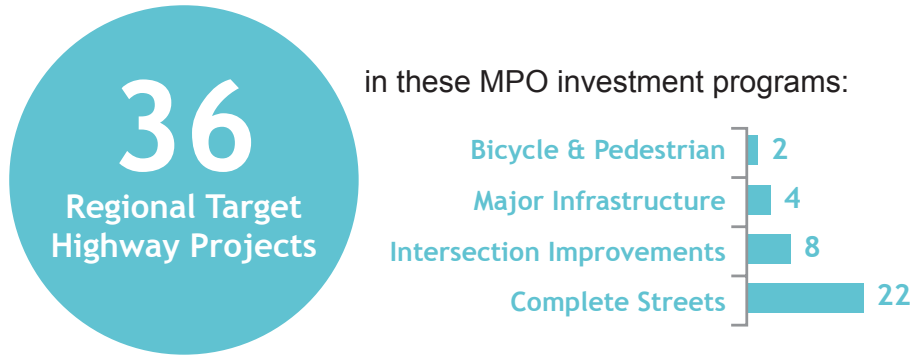 36
Regional Target
Highway Projects
in these MPO investment programs:
Bicycle & Pedestrian 2
Major Infrastructure 4
Intersection Improvements 8
Complete Streets 22